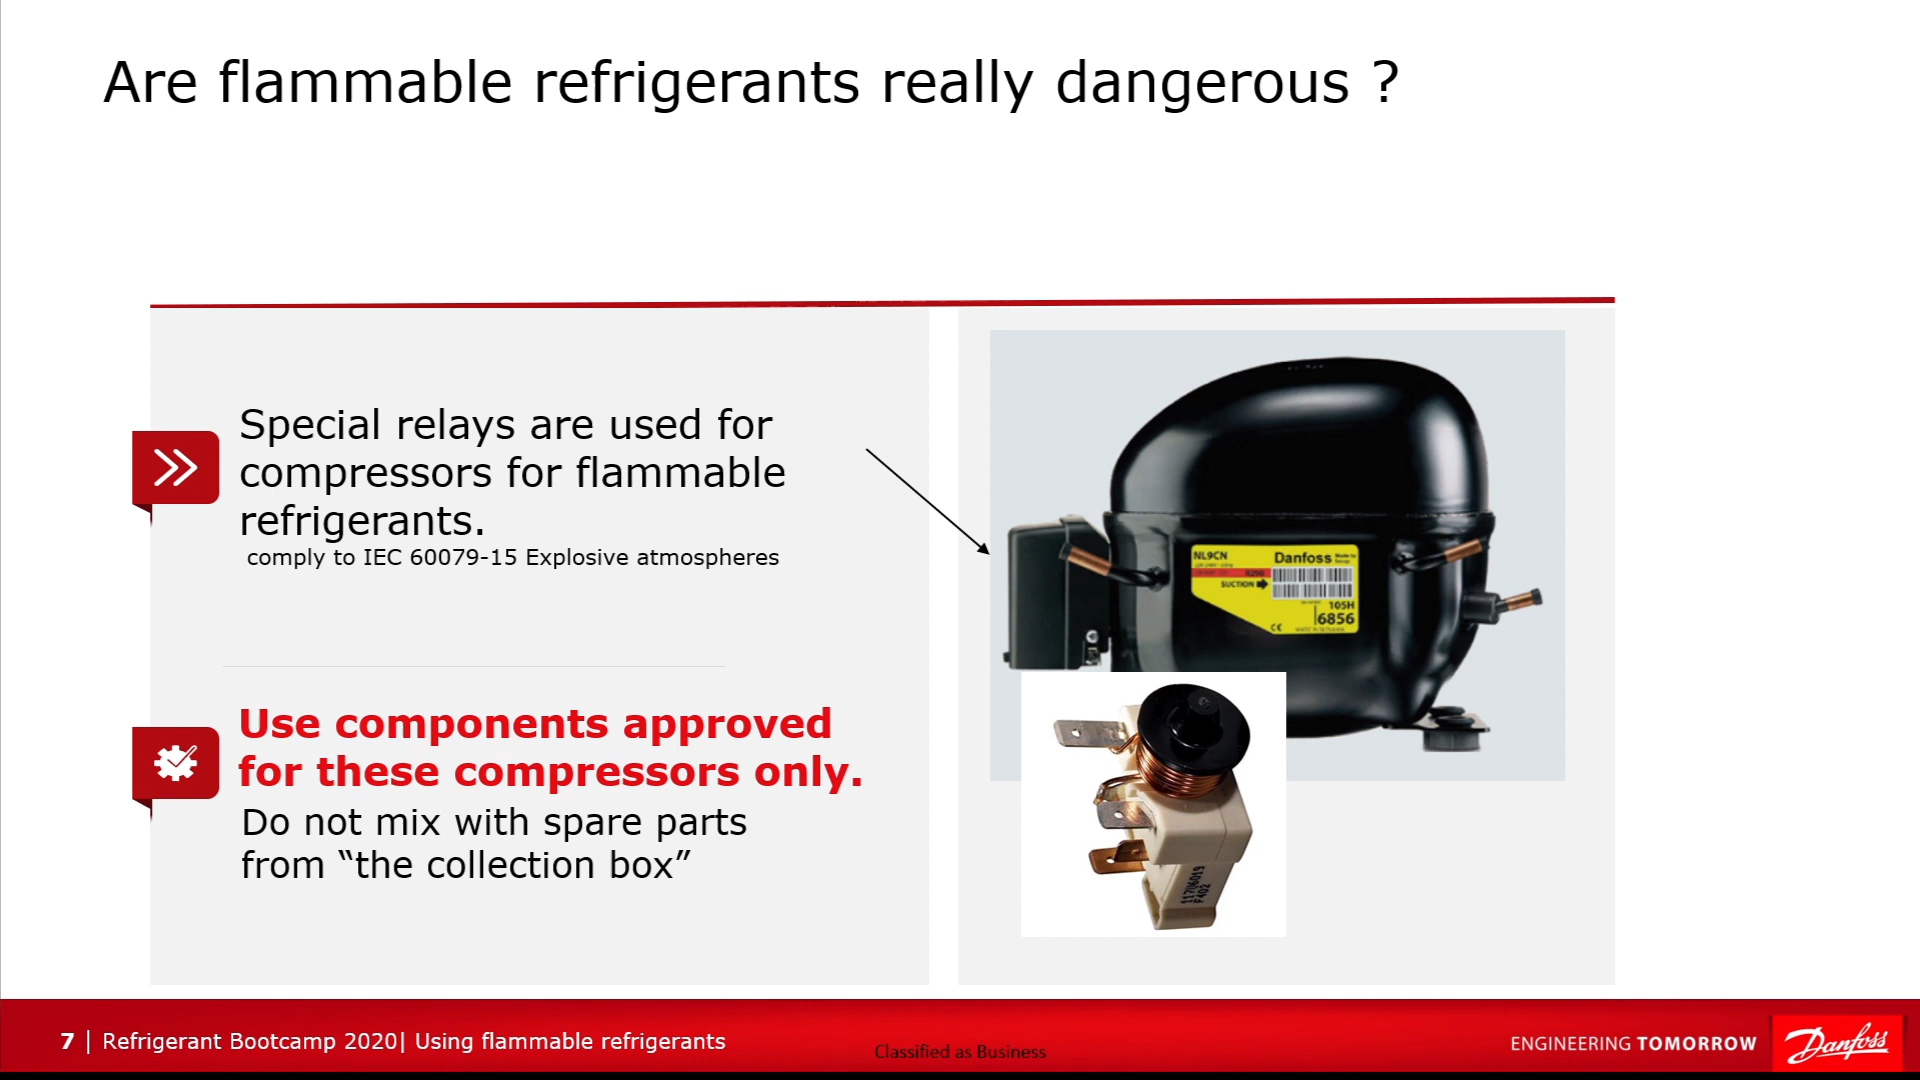 Are flammable refrigerants really dangerous ?
Special relays are used for
compressors for flammable
refrigerants.
comply to IEC 60079-15 Explosive atmospheres
Use components approved
for these compressors only.
Do not mix with spare parts
from “the collection box”
NL9CN
Danfoss
SUCTION
105H
6856
CE
117U6019
F402
7 | Refrigerant Bootcamp 2020| Using flammable refrigerants
Classified as Business
ENGINEERING TOMORROW
Danfoss